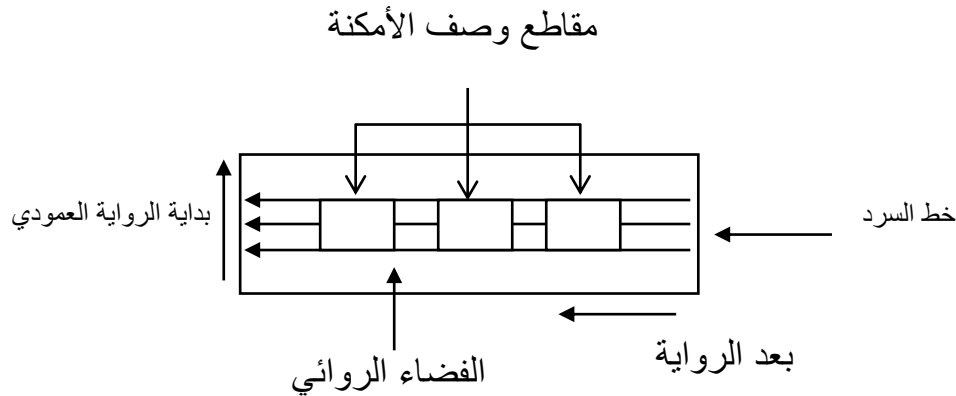 مقاطع وصف الأمكنة
خط السرد
بداية الرواية العمودي
بعد الرواية
الفضاء الروائي